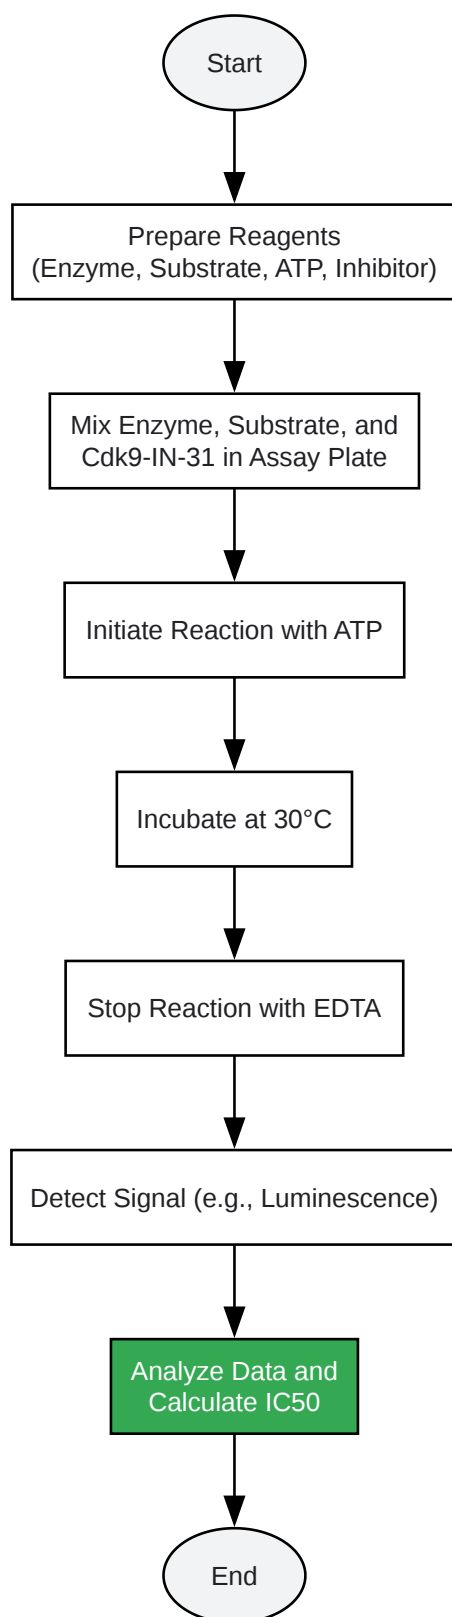 Start
Prepare Reagents
(Enzyme, Substrate, ATP, Inhibitor)
Mix Enzyme, Substrate, and
Cdk9-IN-31 in Assay Plate
Initiate Reaction with ATP
Incubate at 30°C
Stop Reaction with EDTA
Detect Signal (e.g., Luminescence)
Analyze Data and
Calculate IC50
End